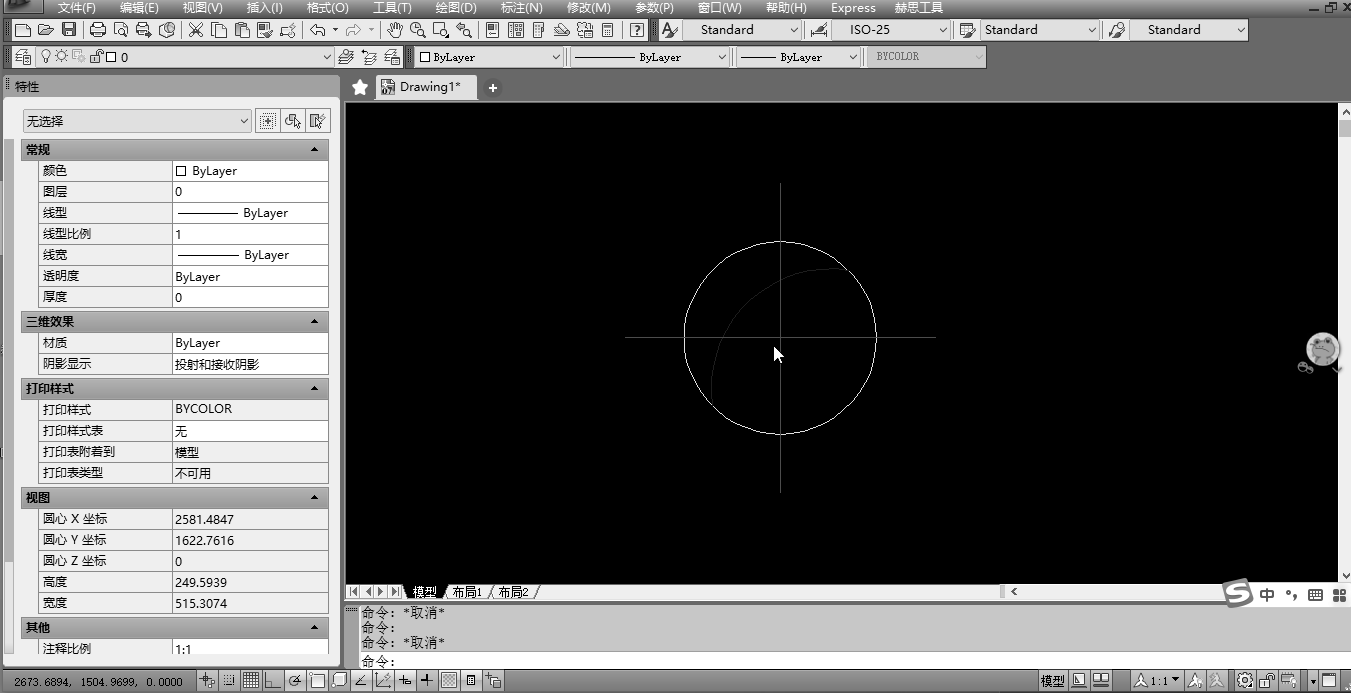 文件(F) 编辑(E) 视图(V) 插入(I) 格式(O) 工具(T) 绘图(D) 标注(N) 修改(M) 参数(P) 窗口(W) 帮助(H) Express 赫思工具
Standard ISO-25 Standard Standard
0 ByLayer ByLayer ByLayer BYCOLOR
特性
Drawing1*
无选择
常规
颜色 ByLayer
图层 0
线型 ByLayer
线型比例 1
线宽 ByLayer
透明度 ByLayer
厚度 0
三维效果
材质 ByLayer
阴影显示 投射和接收阴影
打印样式
打印样式 BYCOLOR
打印样式表 无
打印表附着到 模型
打印表类型 不可用
视图
圆心 X 坐标 2581.4847
圆心 Y 坐标 1622.7616
圆心 Z 坐标 0
高度 249.5939
宽度 515.3074
其他
注释比例 1:1
模型 布局1 布局2
中
命令: *取消*
命令:
命令: *取消*
命令:
2673.6894, 1504.9699, 0.0000 模型 1:1